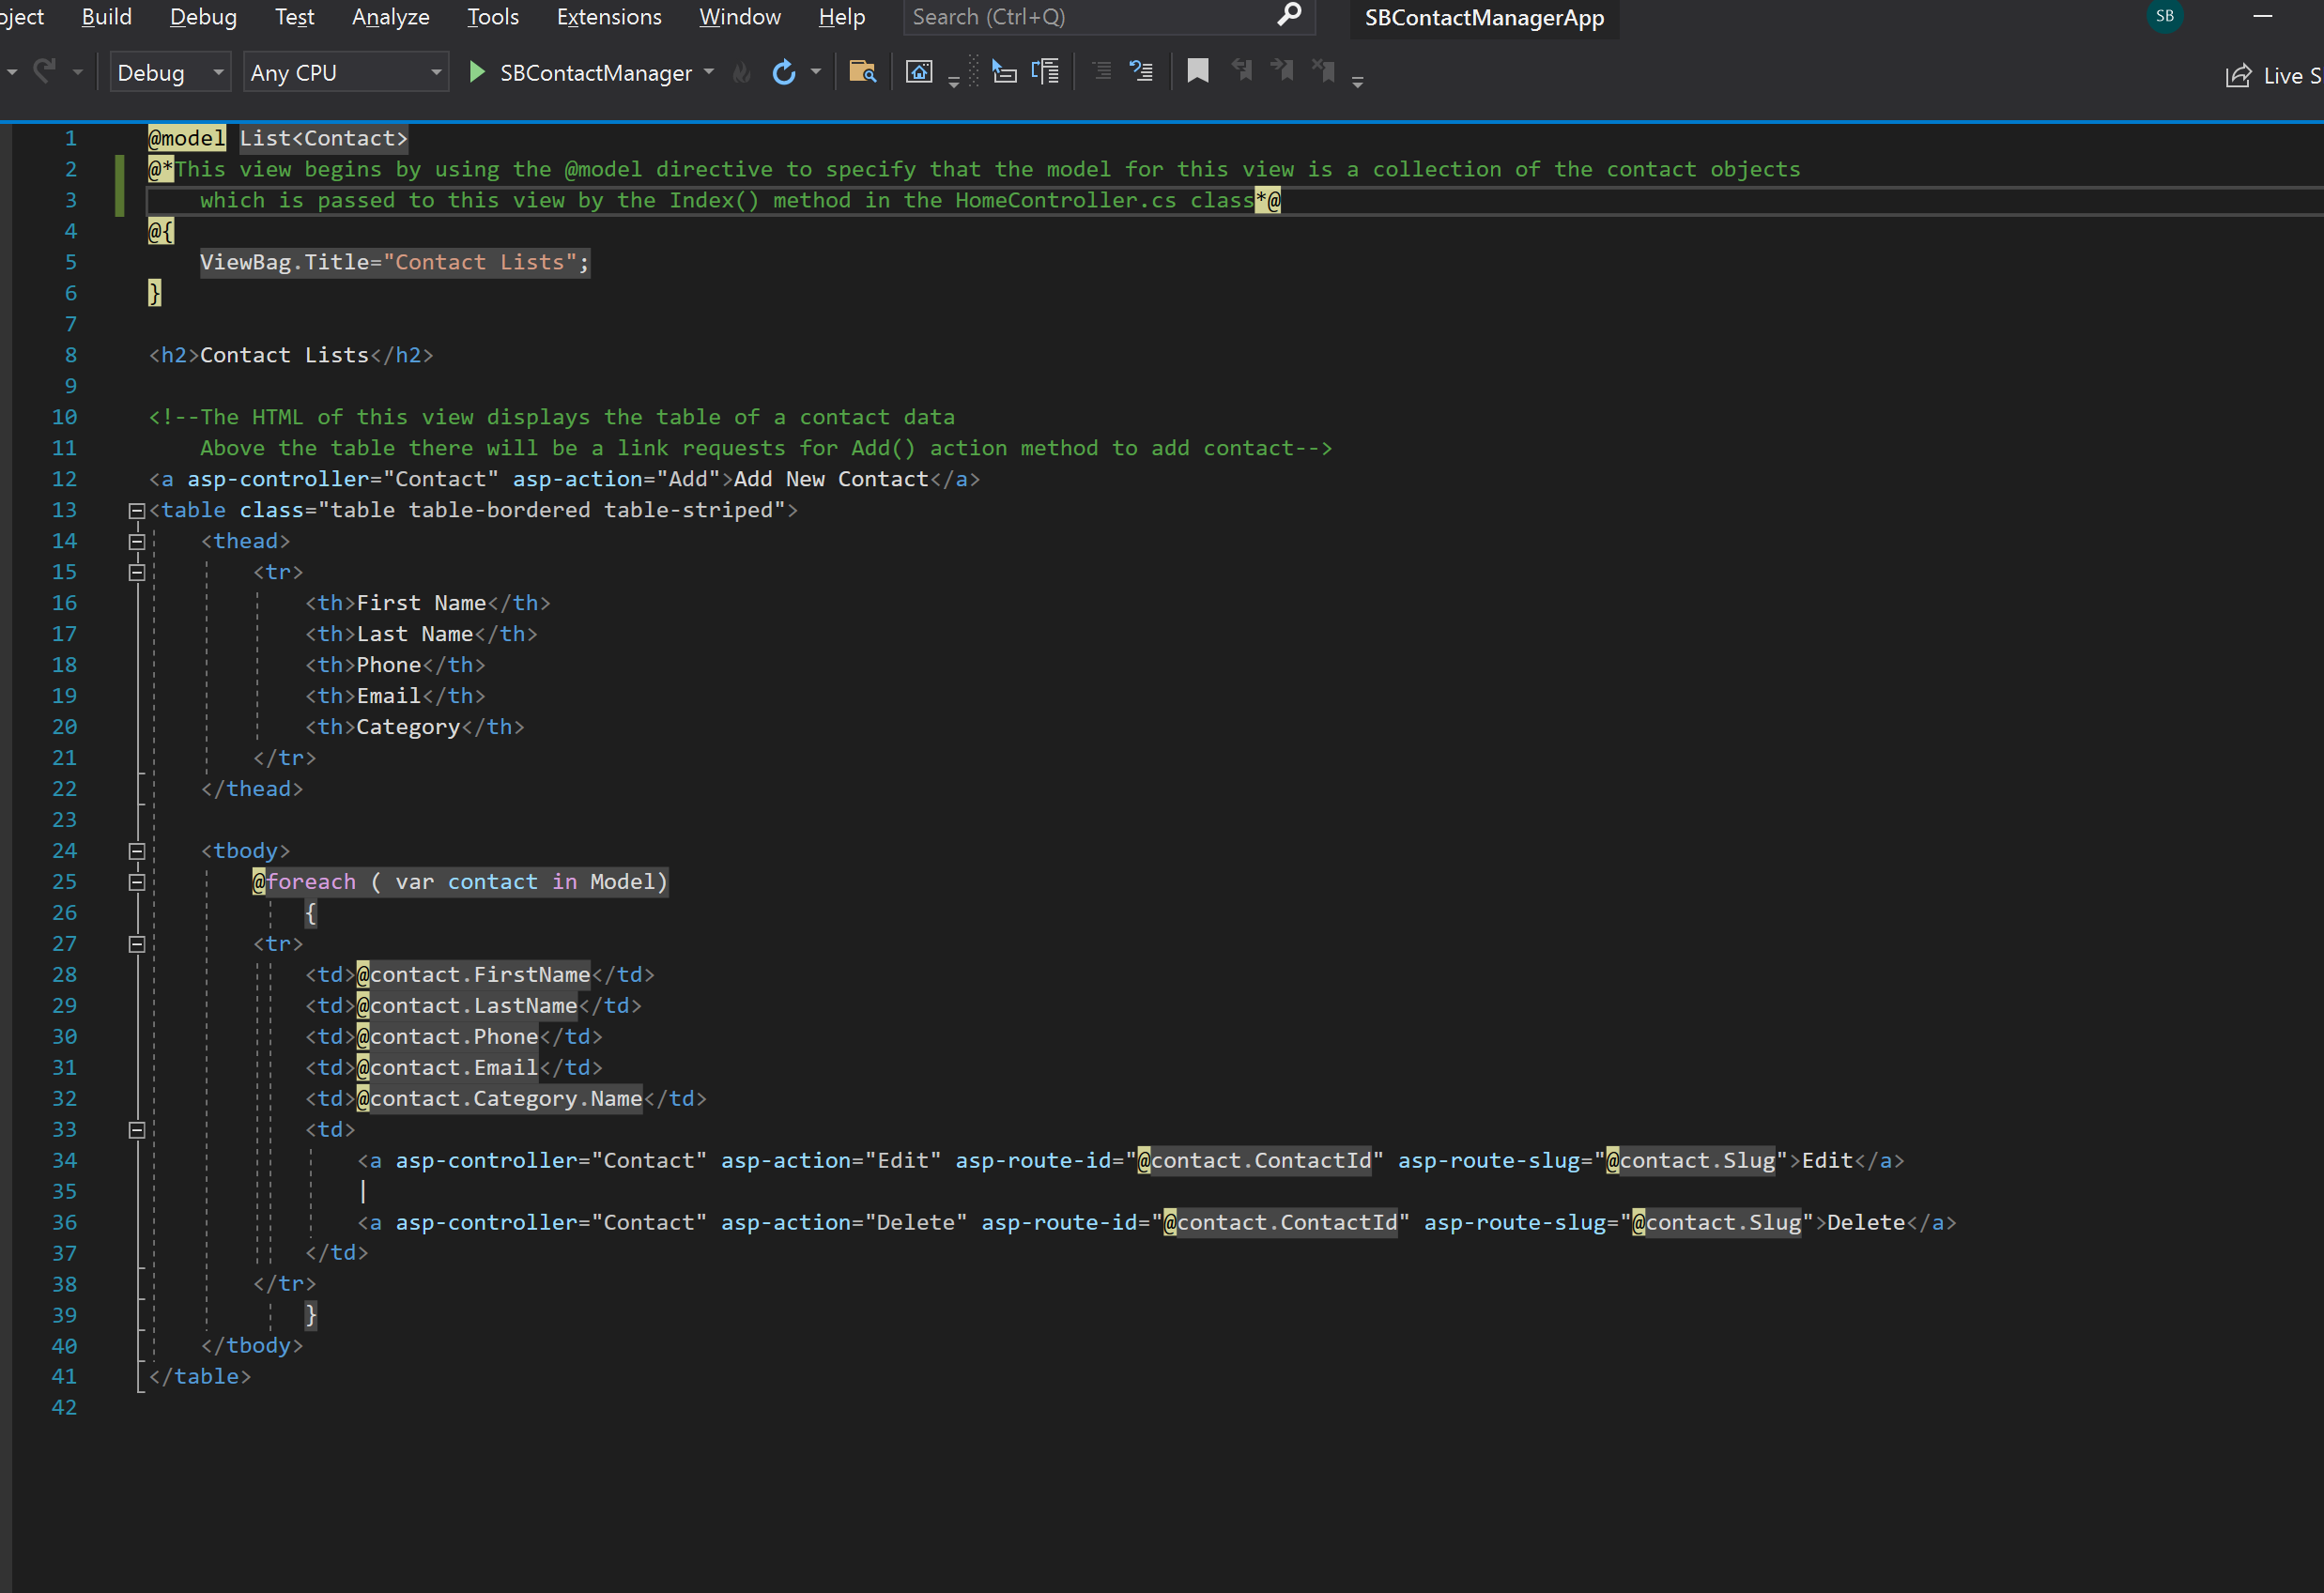 oject Build Debug Test Analyze Tools Extensions Window Help Search (Ctrl+Q) SBContactManagerApp SB
Debug Any CPU SBContactManager Live S
1 @model List<Contact>
2 @*This view begins by using the @model directive to specify that the model for this view is a collection of the contact objects
3 which is passed to this view by the Index() method in the HomeController.cs class*@
4 @{
5 ViewBag.Title="Contact Lists";
6 }
7
8 <h2>Contact Lists</h2>
9
10 <!--The HTML of this view displays the table of a contact data
11 Above the table there will be a link requests for Add() action method to add contact-->
12 <a asp-controller="Contact" asp-action="Add">Add New Contact</a>
13 <table class="table table-bordered table-striped">
14 <thead>
15 <tr>
16 <th>First Name</th>
17 <th>Last Name</th>
18 <th>Phone</th>
19 <th>Email</th>
20 <th>Category</th>
21 </tr>
22 </thead>
23
24 <tbody>
25 @foreach ( var contact in Model)
26 {
27 <tr>
28 <td>@contact.FirstName</td>
29 <td>@contact.LastName</td>
30 <td>@contact.Phone</td>
31 <td>@contact.Email</td>
32 <td>@contact.Category.Name</td>
33 <td>
34 <a asp-controller="Contact" asp-action="Edit" asp-route-id="@contact.ContactId" asp-route-slug="@contact.Slug">Edit</a>
35 |
36 <a asp-controller="Contact" asp-action="Delete" asp-route-id="@contact.ContactId" asp-route-slug="@contact.Slug">Delete</a>
37 </td>
38 </tr>
39 }
40 </tbody>
41 </table>
42